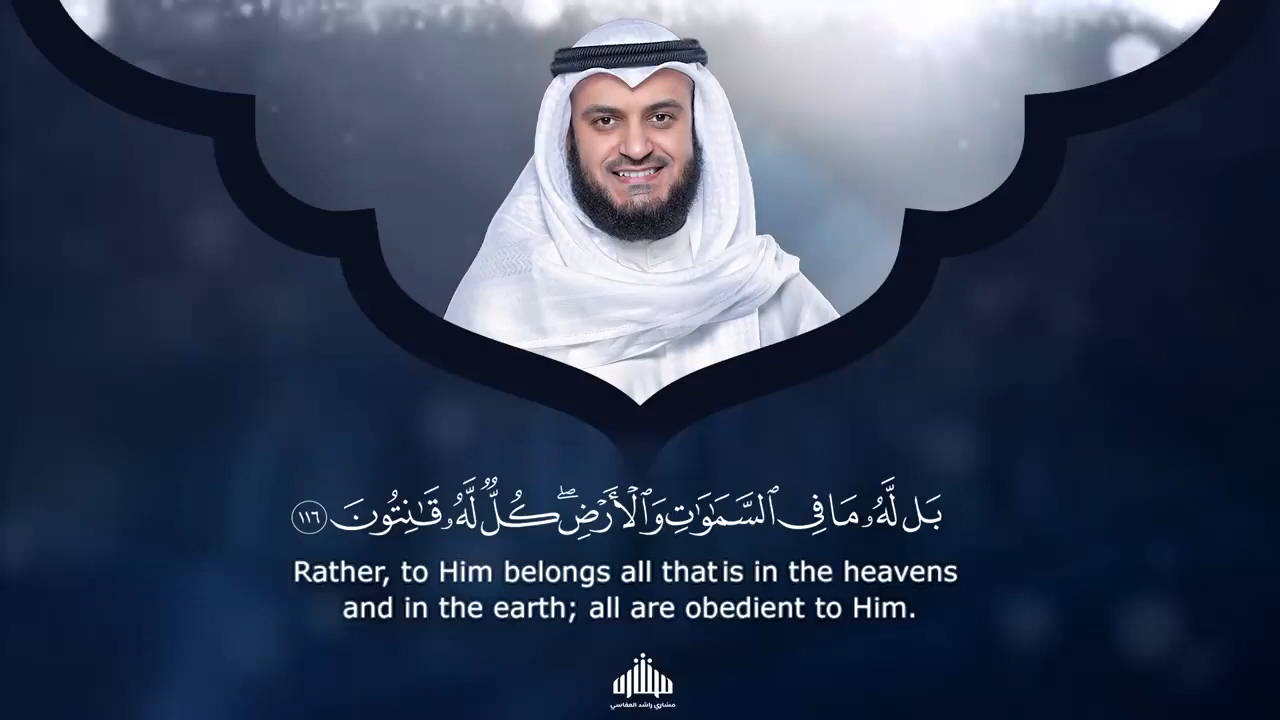 بَل لَّهُۥ مَا فِى ٱلسَّمَٰوَٰتِ وَٱلْأَرْضِ ۖ كُلٌّ لَّهُۥ قَٰنِتُونَ ١١٦
Rather, to Him belongs all that is in the heavens
and in the earth; all are obedient to Him.
مشاري راشد العفاسي